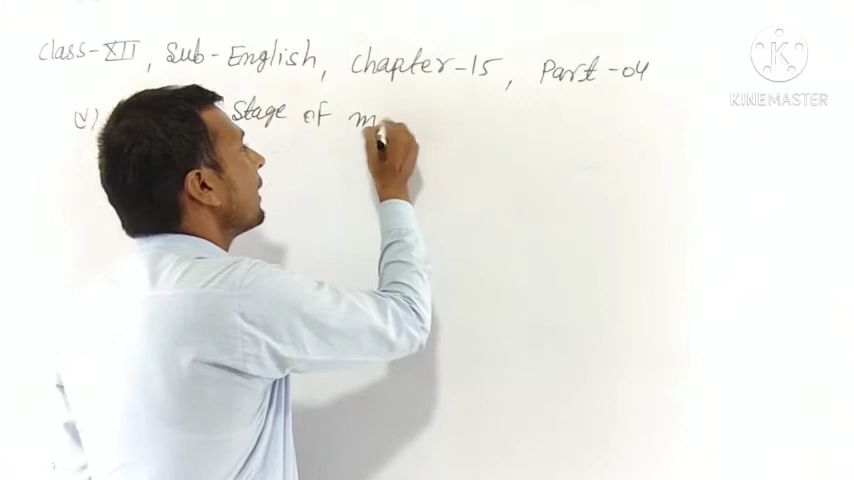 Class-XII, Sub-English, Chapter-15, Part-04
(v) Stage of m
K
KINEMASTER